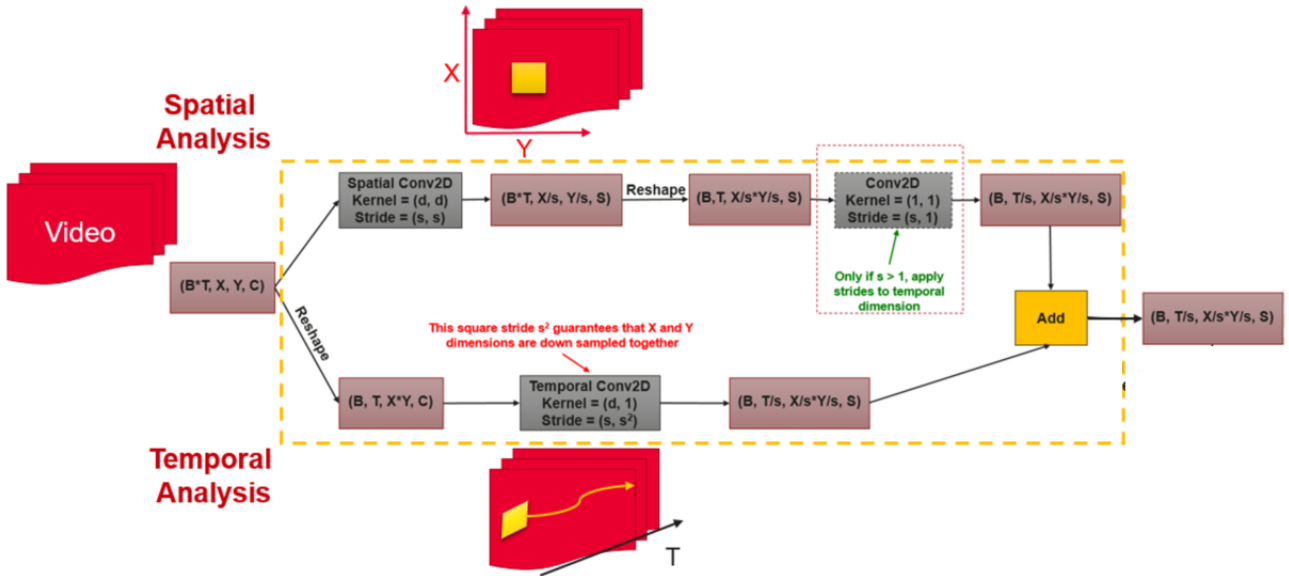 X
Y
Spatial
Analysis
Video
(B*T, X, Y, C)
Spatial Conv2D
Kernel = (d, d)
Stride = (s, s)
(B*T, X/s, Y/s, S)
Reshape
(B,T, X/s*Y/s, S)
Conv2D
Kernel = (1, 1)
Stride = (s, 1)
(B, T/s, X/s*Y/s, S)
Only if s > 1, apply
strides to temporal
dimension
Reshape
This square stride s² guarantees that X and Y
dimensions are down sampled together
Add
(B, T/s, X/s*Y/s, S)
(B, T, X*Y, C)
Temporal Conv2D
Kernel = (d, 1)
Stride = (s, s²)
(B, T/s, X/s*Y/s, S)
Temporal
Analysis
T